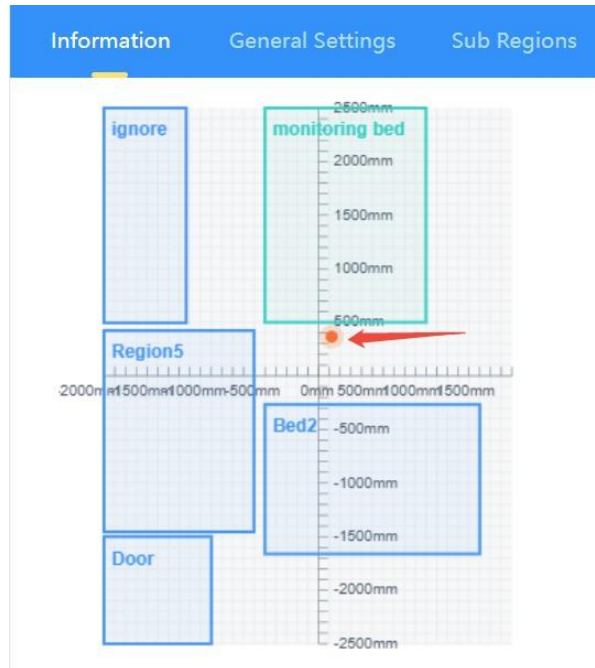 Information General Settings Sub Regions
2500mm
ignore monitoring bed
2000mm
1500mm
1000mm
500mm
Region5
-2000mm -1500mm -1000mm -500mm 0mm 500mm 1000mm 1500mm
Bed2 -500mm
-1000mm
-1500mm
Door
-2000mm
-2500mm